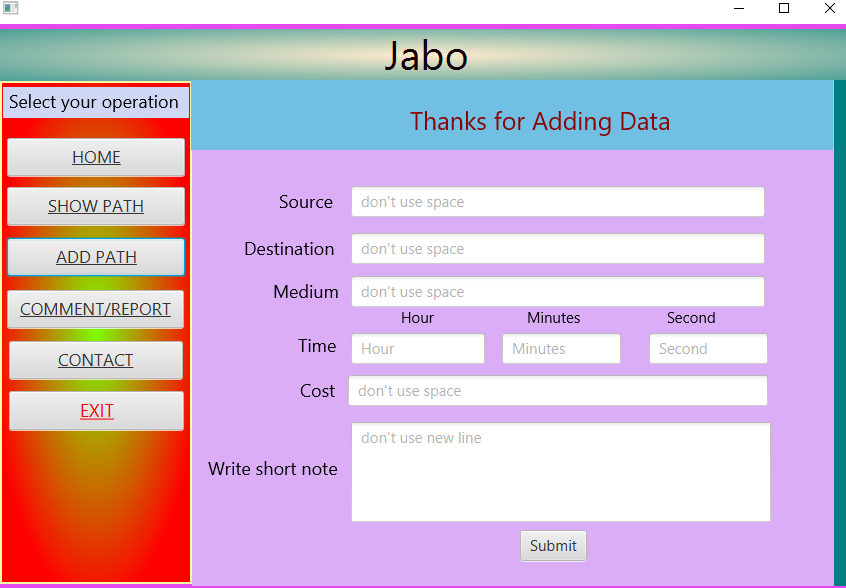 Jabo
Select your operation
HOME
SHOW PATH
ADD PATH
COMMENT/REPORT
CONTACT
EXIT
Thanks for Adding Data
Source don't use space
Destination don't use space
Medium don't use space
Hour Minutes Second
Time Hour Minutes Second
Cost don't use space
Write short note don't use new line
Submit